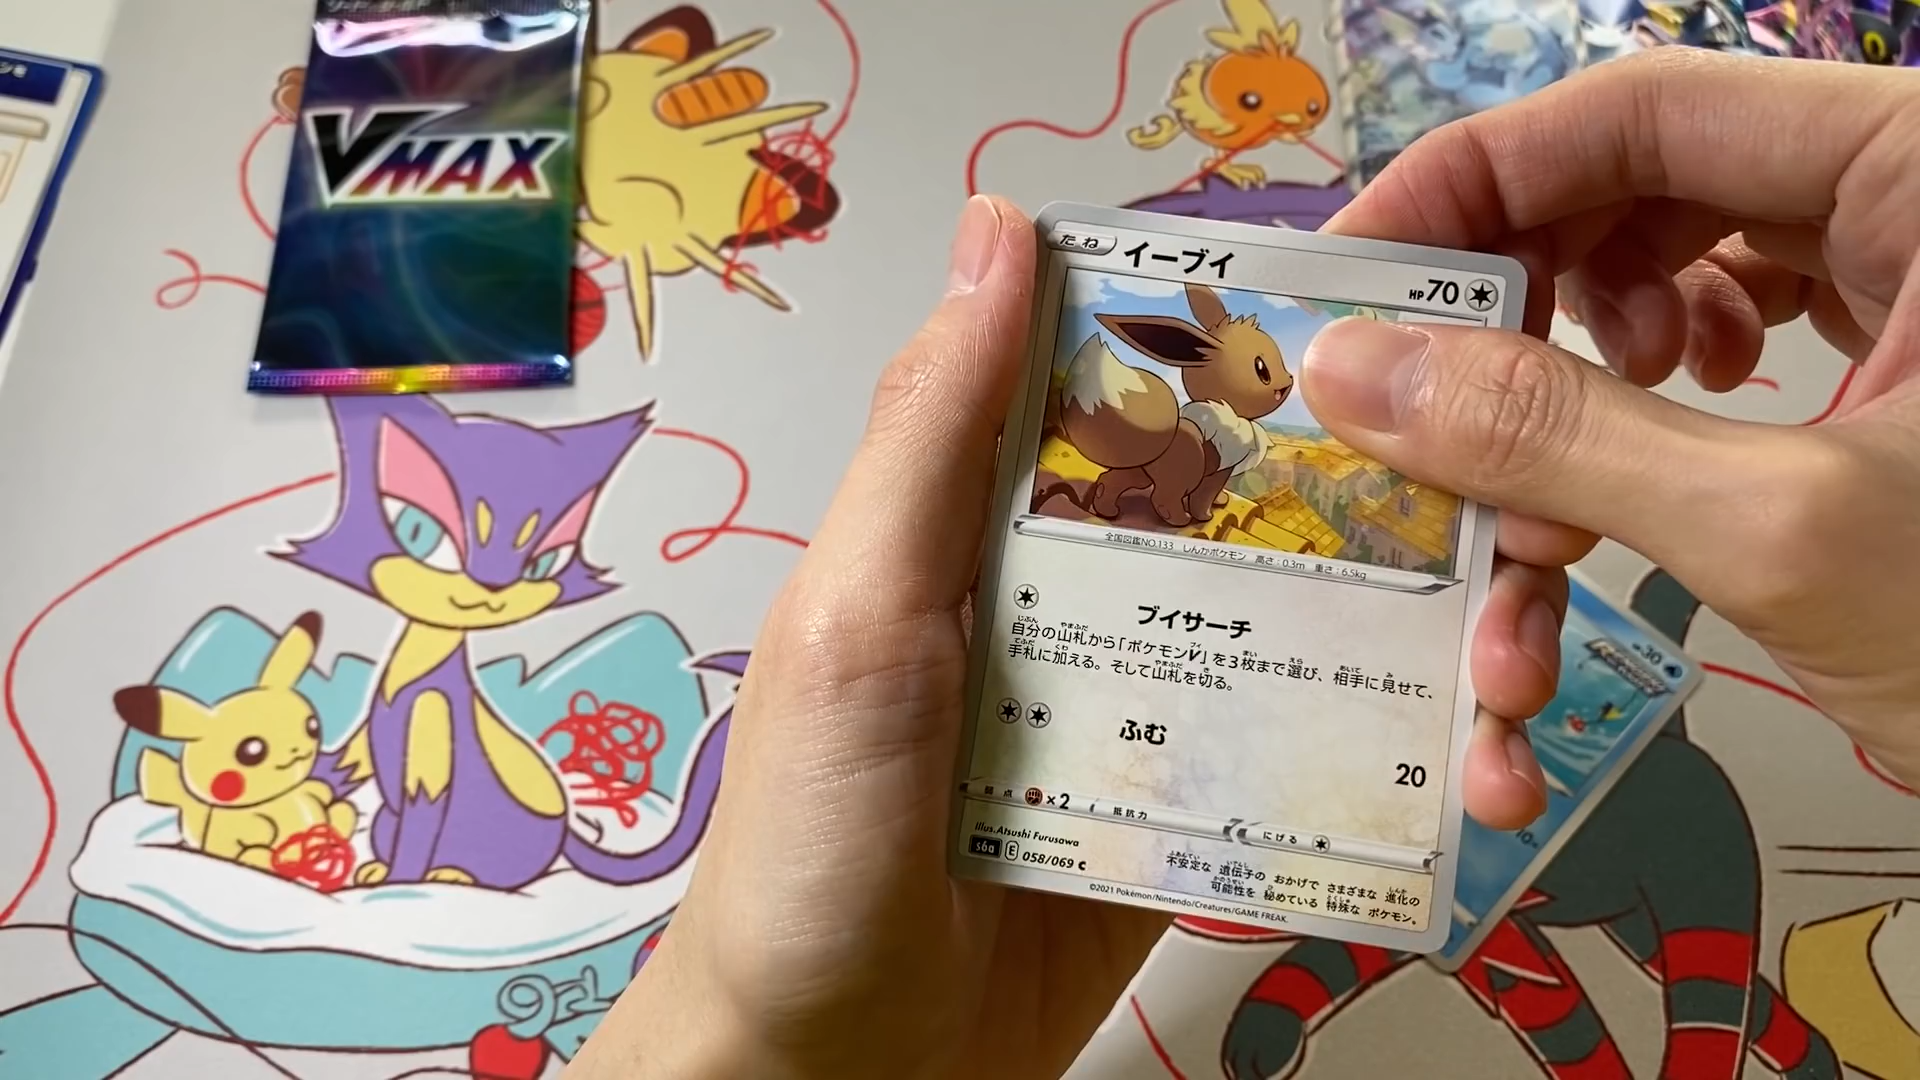 VMAX
たね イーブイ HP70
全国図鑑NO.133 しんかポケモン 高さ:0.3m 重さ:6.5kg
ブイサーチ
自分の山札から「ポケモンV」を3枚まで選び、相手に見せて、
手札に加える。そして山札を切る。
ふむ 20
弱点 ×2 抵抗力 にげる
Illus. Atsushi Furusawa
s6a E 058/069 C
不安定な 遺伝子の おかげで さまざまな 進化の
可能性を 秘めている 特殊な ポケモン。
©2021 Pokémon/Nintendo/Creatures/GAME FREAK.
30
10